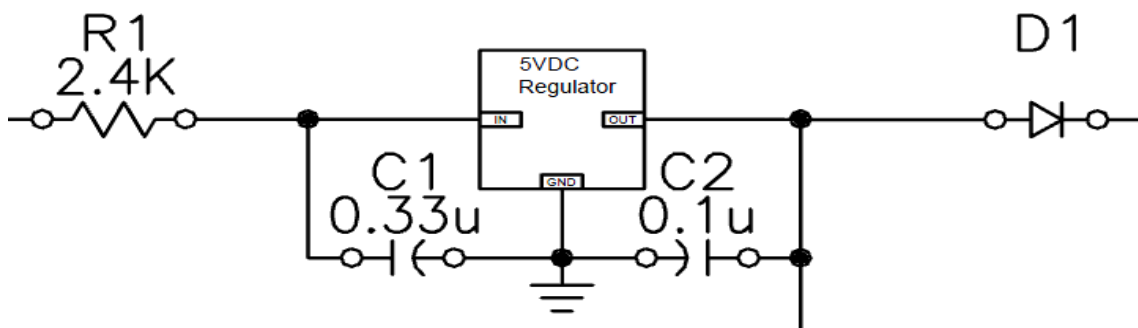 R1
2.4K
5VDC
Regulator
IN
OUT
GND
C1
0.33u
C2
0.1u
D1